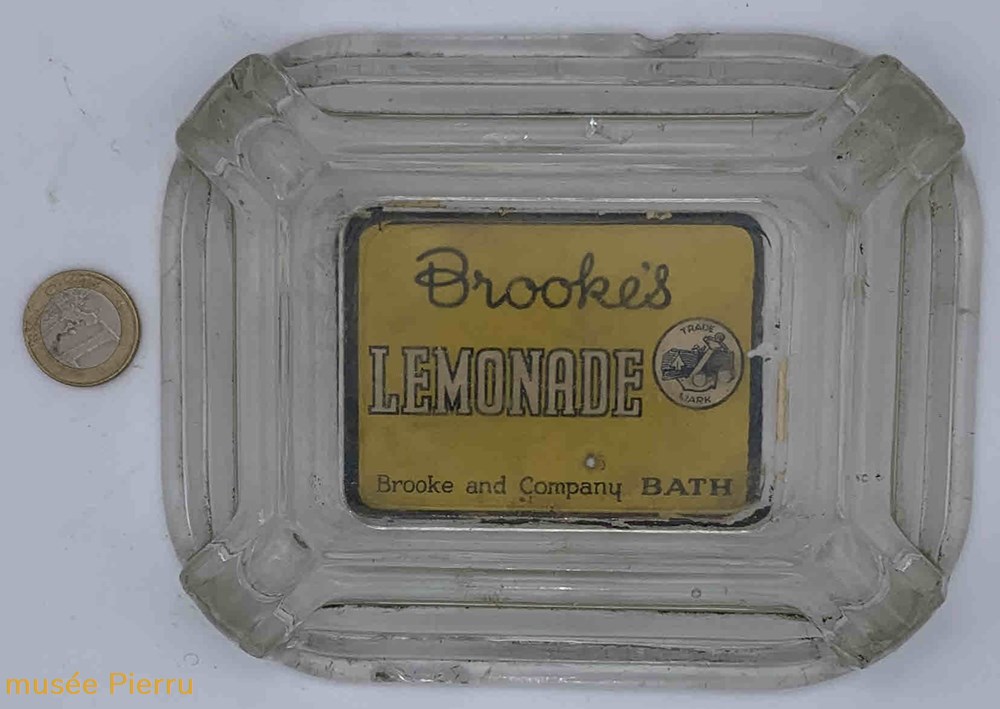 Brooke's
LEMONADE
TRADE
MARK
Brooke and Company BATH
musée Pierru